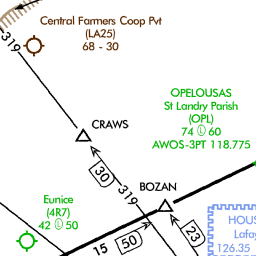 Central Farmers Coop Pvt
(LA25)
68 - 30
319
CRAWS
OPELOUSAS
St Landry Parish
(OPL)
74 Ⓛ 60
AWOS-3PT 118.775
30
319
BOZAN
Eunice
(4R7)
42 Ⓛ 50
15
50
23
HOUS
Lafay
126.35